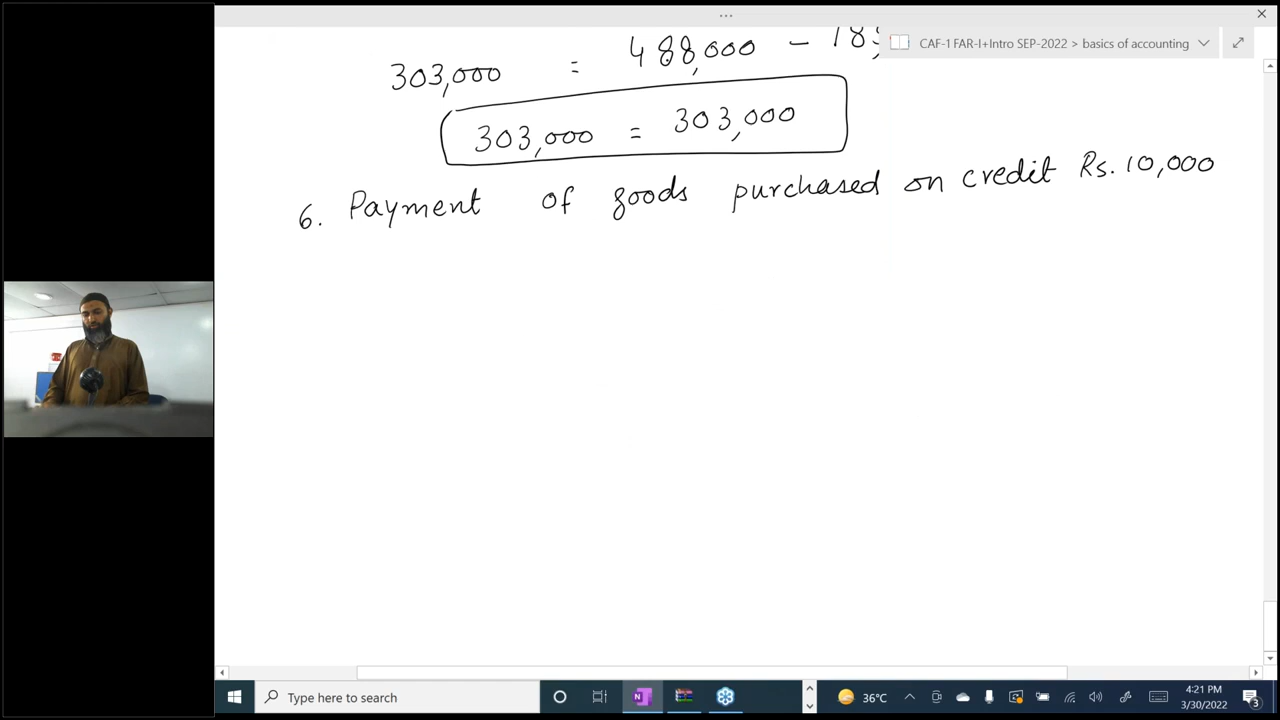 ...
CAF-1 FAR-I+Intro SEP-2022 > basics of accounting
303,000 = 488,000 - 18
303,000 = 303,000
6. Payment of goods purchased on credit Rs. 10,000
Type here to search
N
36°C
4:21 PM
3/30/2022
3